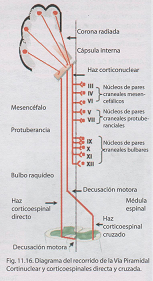 Corona radiada
Cápsula interna
Haz corticonuclear
III
IV
VI
Núcleos de pares
craneales mesen-
cefálicos
Mesencéfalo
V
VII
Núcleos de pares
craneales protube-
ranciales
Protuberancia
IX
X
XI
XII
Núcleos de pares
craneales bulbares
Bulbo raquídeo
Decusación motora
Haz
corticoespinal
directo
Médula
espinal
Haz
corticoespinal
cruzado
Decusación motora
Fig. 11.16. Diagrama del recorrido de la Vía Piramidal
Cortinuclear y corticoespinales directa y cruzada.